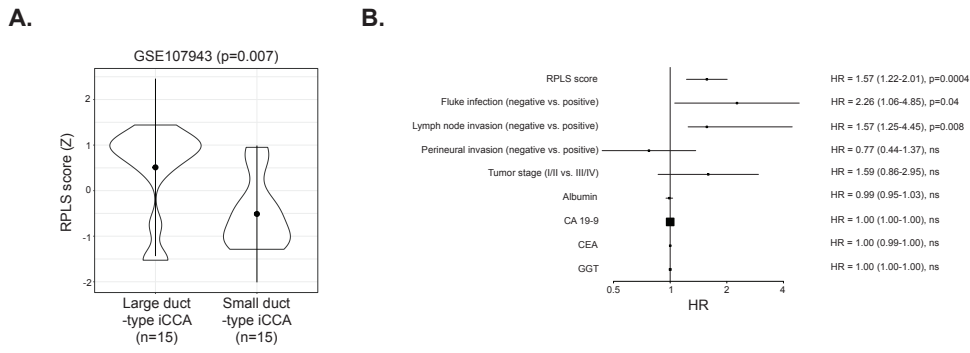 A.
GSE107943 (p=0.007)
RPLS score (Z)
2
1
0
-1
-2
Large duct
-type iCCA
(n=15)
Small duct
-type iCCA
(n=15)
B.
RPLS score HR = 1.57 (1.22-2.01), p=0.0004
Fluke infection (negative vs. positive) HR = 2.26 (1.06-4.85), p=0.04
Lymph node invasion (negative vs. positive) HR = 1.57 (1.25-4.45), p=0.008
Perineural invasion (negative vs. positive) HR = 0.77 (0.44-1.37), ns
Tumor stage (I/II vs. III/IV) HR = 1.59 (0.86-2.95), ns
Albumin HR = 0.99 (0.95-1.03), ns
CA 19-9 HR = 1.00 (1.00-1.00), ns
CEA HR = 1.00 (0.99-1.00), ns
GGT HR = 1.00 (1.00-1.00), ns
0.5 1 2 4
HR